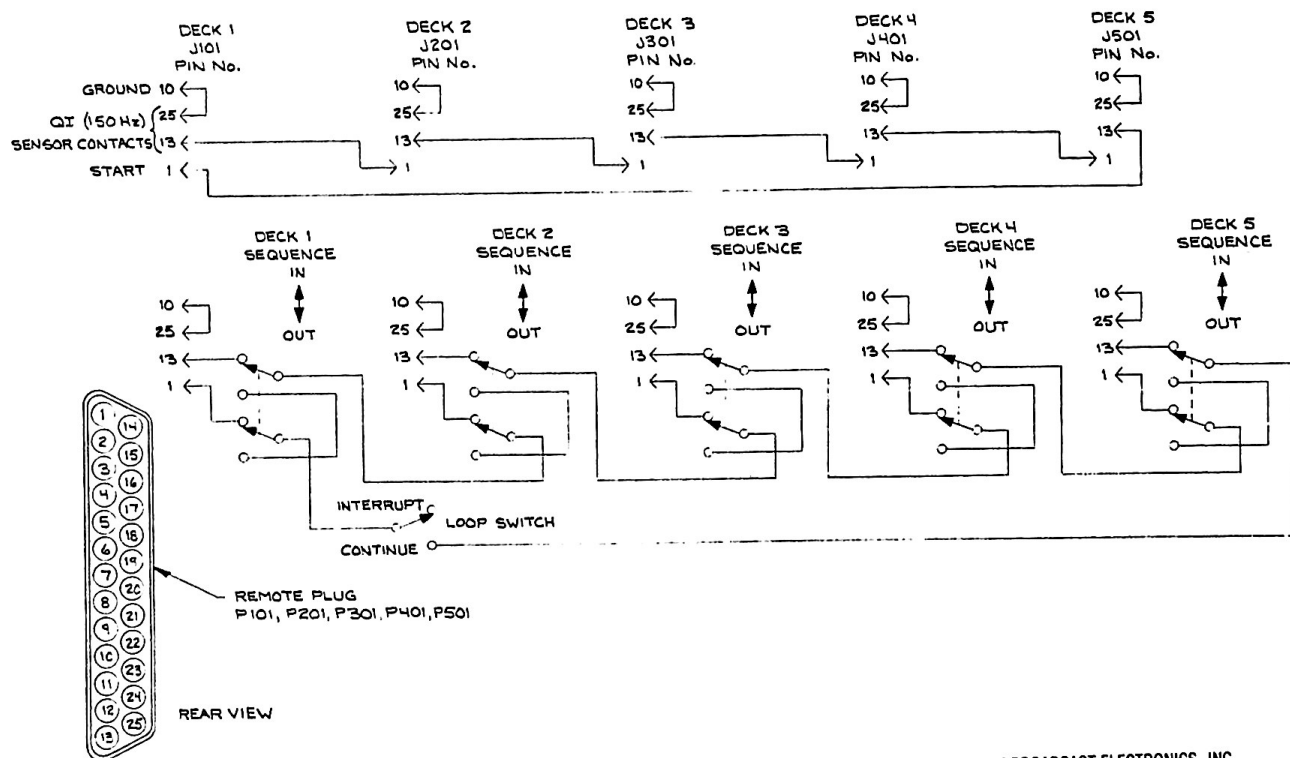 DECK 1
J101
PIN No.
DECK 2
J201
PIN No.
DECK 3
J301
PIN No.
DECK 4
J401
PIN No.
DECK 5
J501
PIN No.
GROUND 10
QI (150 Hz) 25
SENSOR CONTACTS 13
START 1
10
25
13
1
10
25
13
1
10
25
13
1
10
25
13
1
DECK 1
SEQUENCE
IN
OUT
DECK 2
SEQUENCE
IN
OUT
DECK 3
SEQUENCE
IN
OUT
DECK 4
SEQUENCE
IN
OUT
DECK 5
SEQUENCE
IN
OUT
10
25
13
1
10
25
13
1
10
25
13
1
10
25
13
1
10
25
13
1
INTERRUPT
LOOP SWITCH
CONTINUE
1
14
2
15
3
16
4
17
5
18
6
19
7
20
8
21
9
22
10
23
11
24
12
25
13
REMOTE PLUG
P101, P201, P301, P401, P501
REAR VIEW